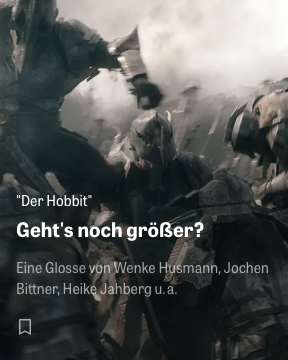 "Der Hobbit"
Geht's noch größer?
Eine Glosse von Wenke Husmann, Jochen
Bittner, Heike Jahberg u. a.